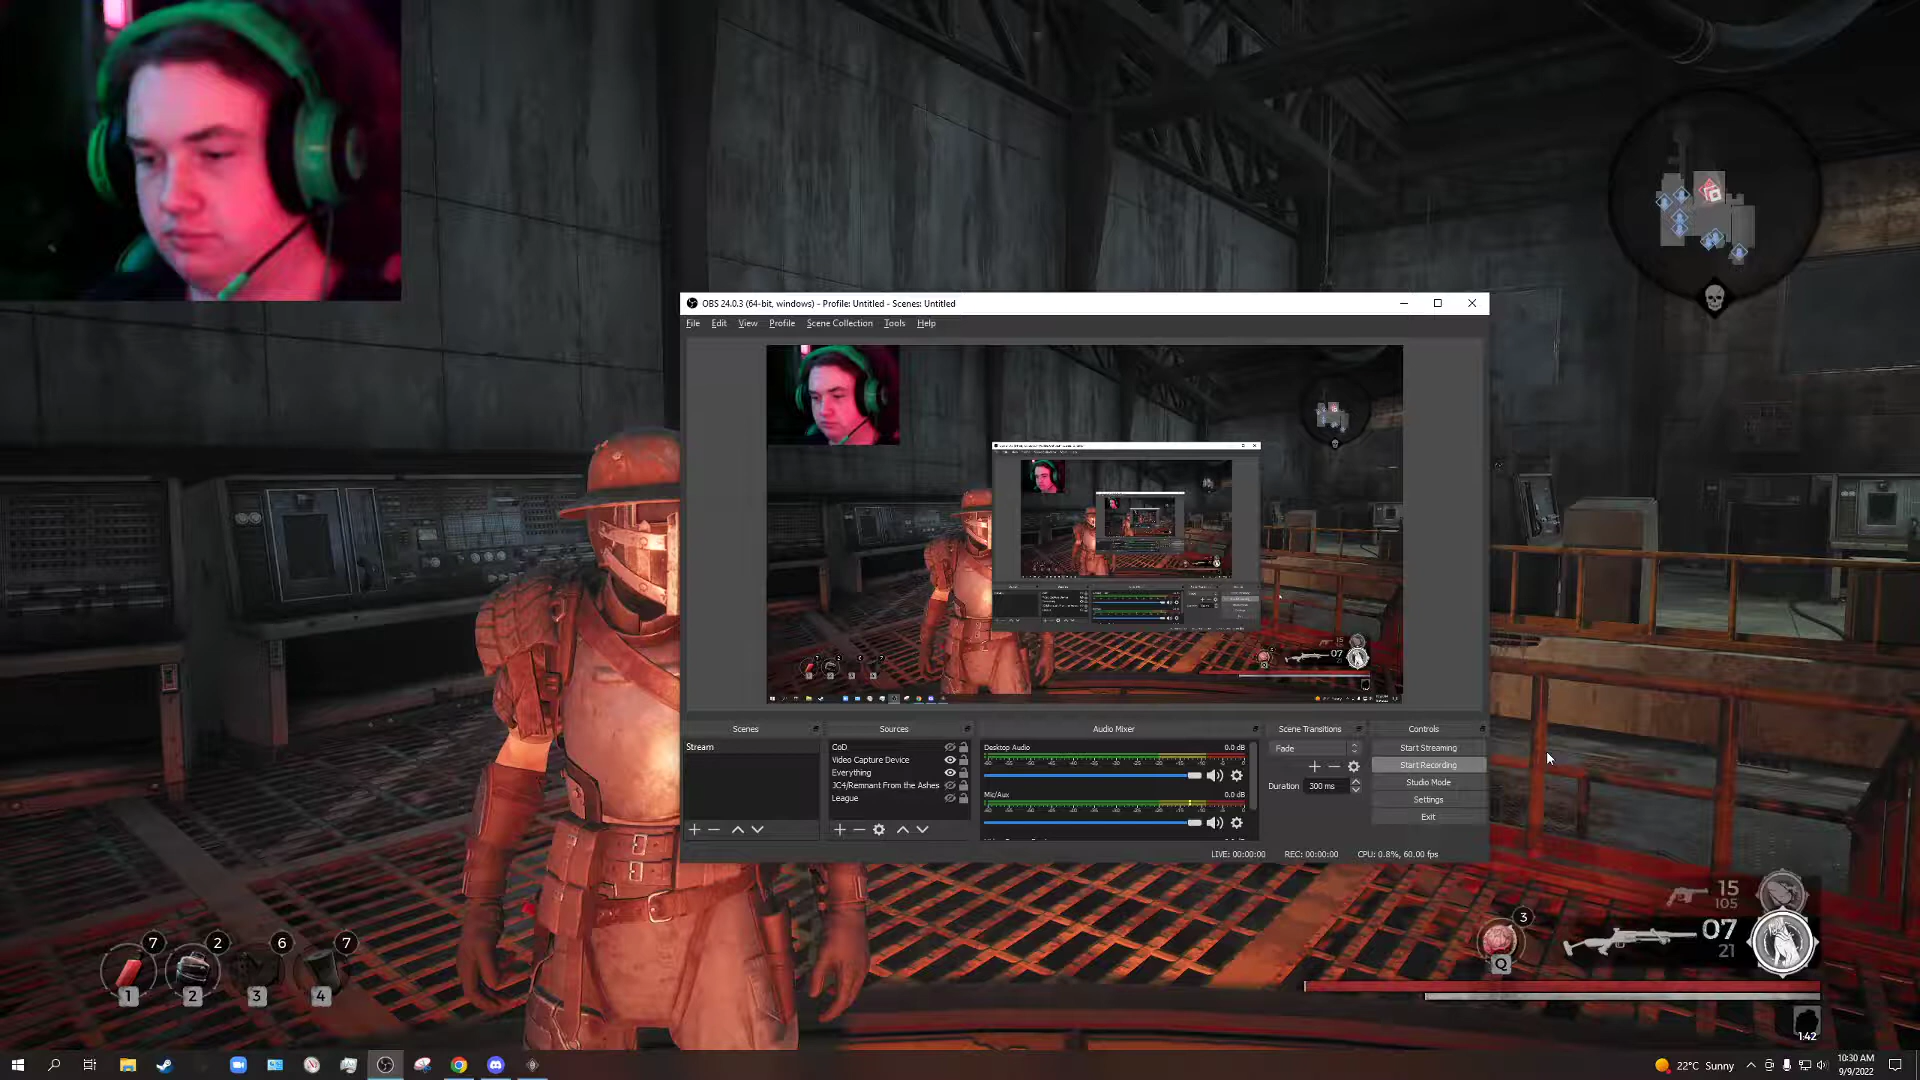 OBS 24.0.3 (64-bit, windows) - Profile: Untitled - Scenes: Untitled
File Edit View Profile Scene Collection Tools Help
Scenes
Stream
Sources
CoD
Video Capture Device
Everything
JC4/Remnant From the Ashes
League
Audio Mixer
Desktop Audio 0.0 dB
Mic/Aux 0.0 dB
Scene Transitions
Fade
Duration 300 ms
Controls
Start Streaming
Start Recording
Studio Mode
Settings
Exit
LIVE: 00:00:00 REC: 00:00:00 CPU: 0.8%, 60.00 fps
7 2 6 7
1 2 3 4
15
105
3
07
21
Q
1:42
22°C Sunny
10:30 AM
9/9/2022